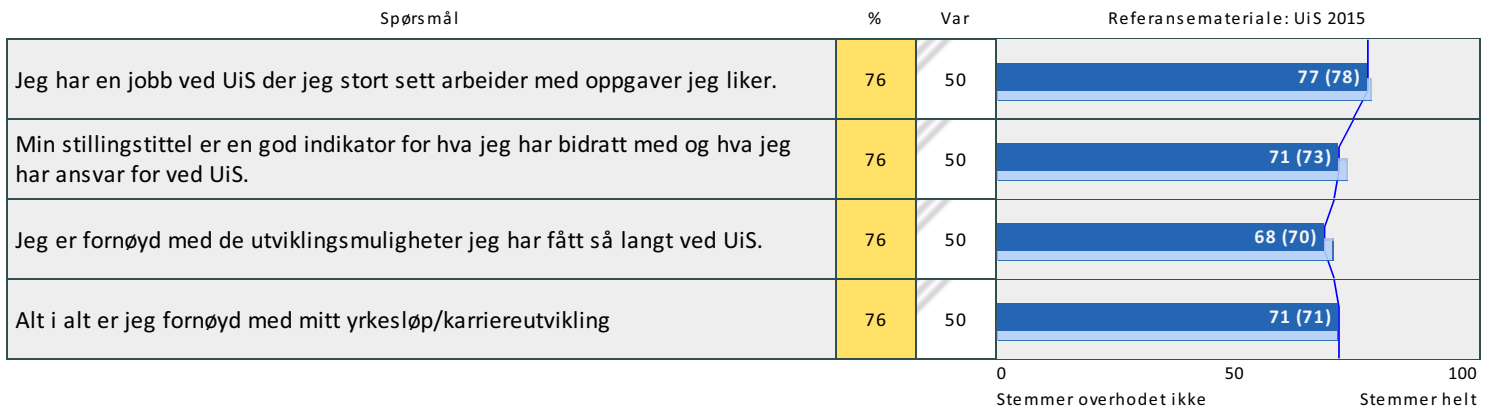 Spørsmål % Var Referansemateriale: UiS 2015
Jeg har en jobb ved UiS der jeg stort sett arbeider med oppgaver jeg liker. 76 50 77 (78)
Min stillingstittel er en god indikator for hva jeg har bidratt med og hva jeg
har ansvar for ved UiS. 76 50 71 (73)
Jeg er fornøyd med de utviklingsmuligheter jeg har fått så langt ved UiS. 76 50 68 (70)
Alt i alt er jeg fornøyd med mitt yrkesløp/karriereutvikling 76 50 71 (71)
0 50 100
Stemmer overhodet ikke Stemmer helt